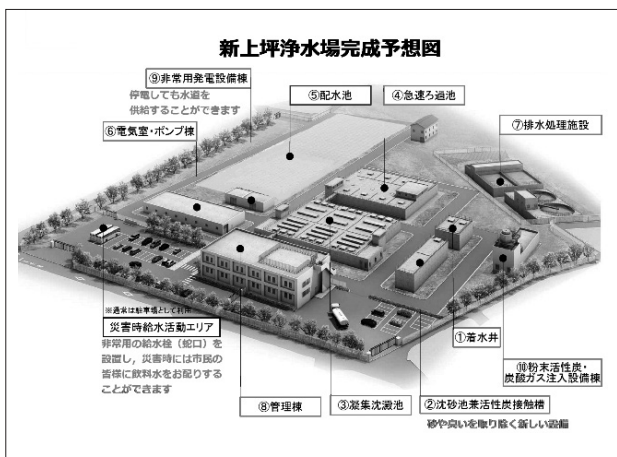 新上坪浄水場完成予想図
⑨非常用発電設備棟
停電しても水道を
供給することができます
⑤配水池
④急速ろ過池
⑥電気室・ポンプ棟
⑦排水処理施設
※通常は駐車場として利用
災害時給水活動エリア
非常用の給水栓（蛇口）を
設置し，災害時には市民の
皆様に飲料水をお配りする
ことができます
①着水井
⑩粉末活性炭・
炭酸ガス注入設備棟
⑧管理棟
③凝集沈澱池
②沈砂池兼活性炭接触槽
砂や臭いを取り除く新しい設備